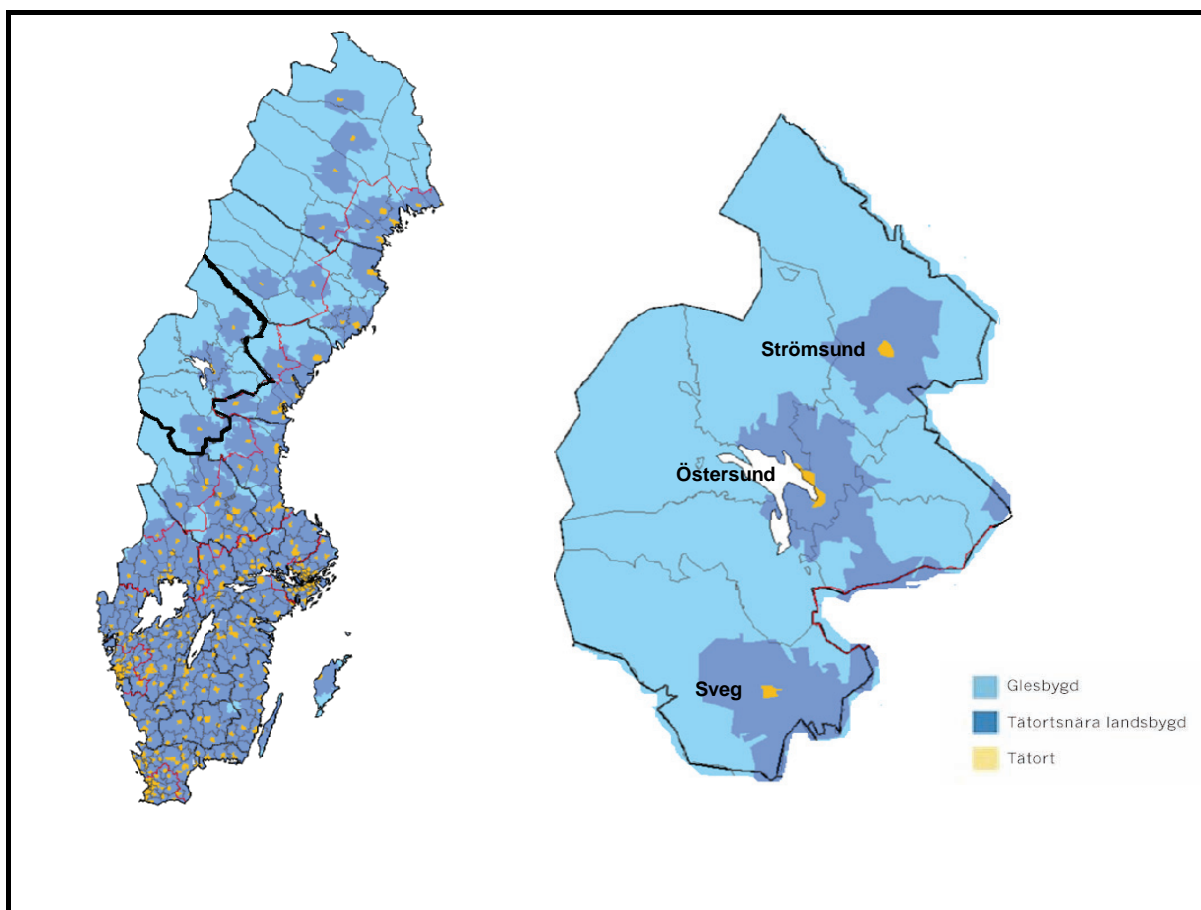 Strömsund
Östersund
Sveg
Glesbygd
Tätortsnära landsbygd
Tätort